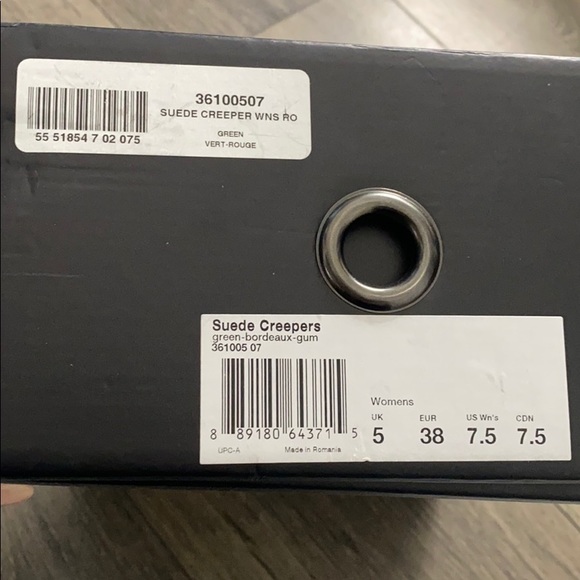 36100507
SUEDE CREEPER WNS RO
55 51854 7 02 075
GREEN
VERT-ROUGE
Suede Creepers
green-bordeaux-gum
361005 07
8 89180 64371 5
UPC-A
Made in Romania
Womens
UK EUR US Wn's CDN
5 38 7.5 7.5